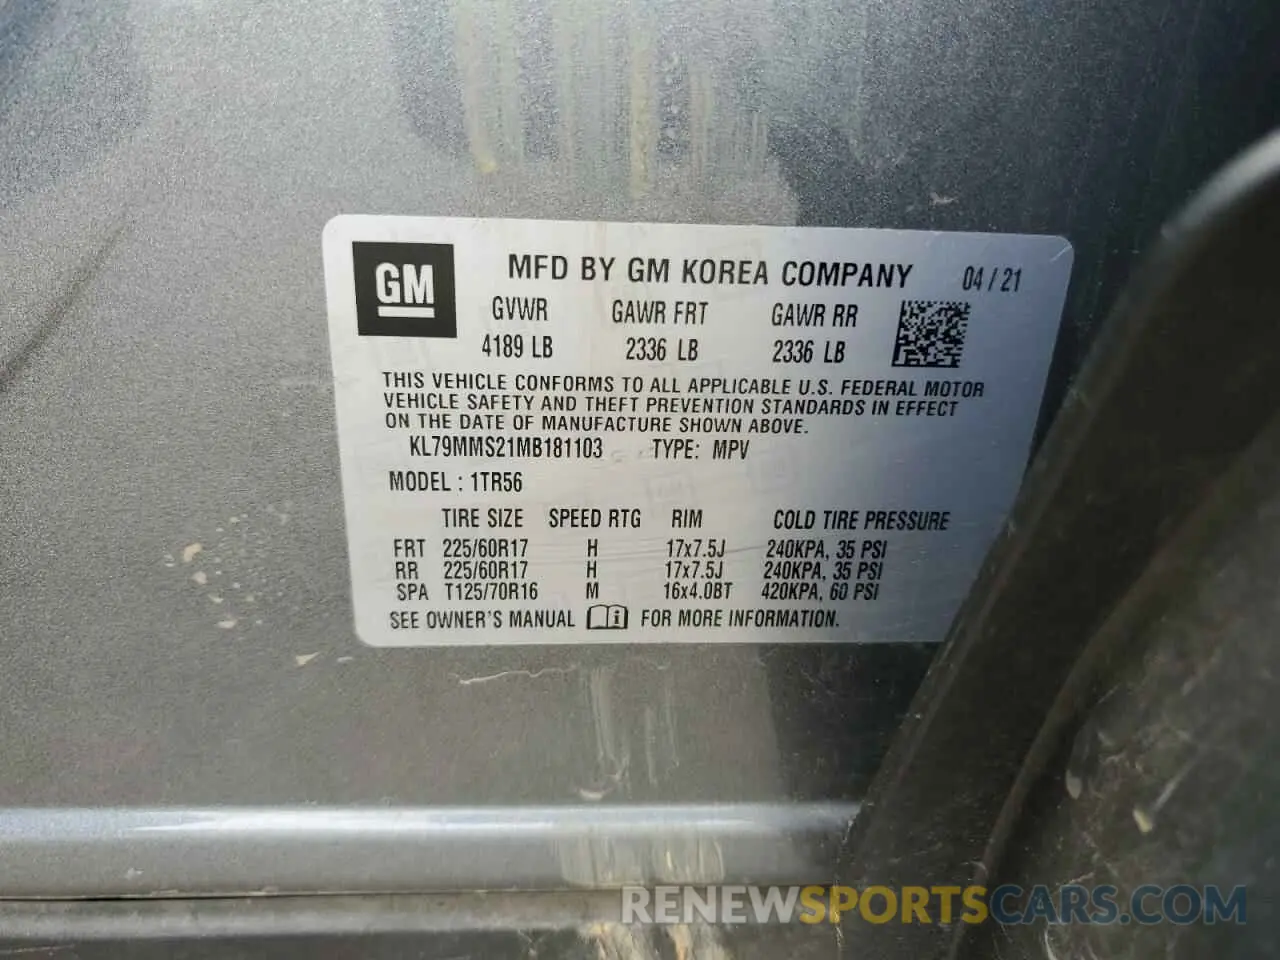 GM
MFD BY GM KOREA COMPANY 04/21
GVWR GAWR FRT GAWR RR
4189 LB 2336 LB 2336 LB
THIS VEHICLE CONFORMS TO ALL APPLICABLE U.S. FEDERAL MOTOR
VEHICLE SAFETY AND THEFT PREVENTION STANDARDS IN EFFECT
ON THE DATE OF MANUFACTURE SHOWN ABOVE.
KL79MMS21MB181103 TYPE: MPV
MODEL : 1TR56
TIRE SIZE SPEED RTG RIM COLD TIRE PRESSURE
FRT 225/60R17 H 17x7.5J 240KPA, 35 PSI
RR 225/60R17 H 17x7.5J 240KPA, 35 PSI
SPA T125/70R16 M 16x4.0BT 420KPA, 60 PSI
SEE OWNER'S MANUAL i FOR MORE INFORMATION.
RENEWSPORTSCARS.COM